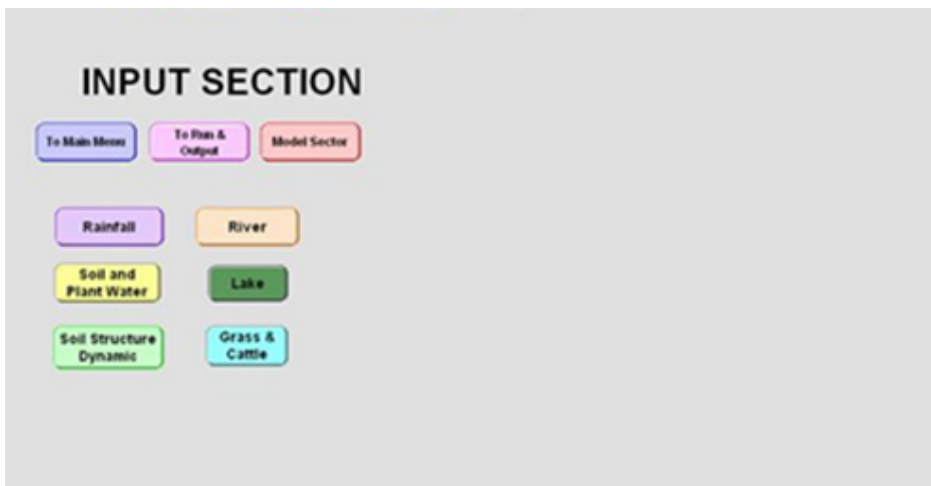 INPUT SECTION
To Main Menu
To Run &
Output
Model Sector
Rainfall
River
Soil and
Plant Water
Lake
Soil Structure
Dynamic
Grass &
Cattle